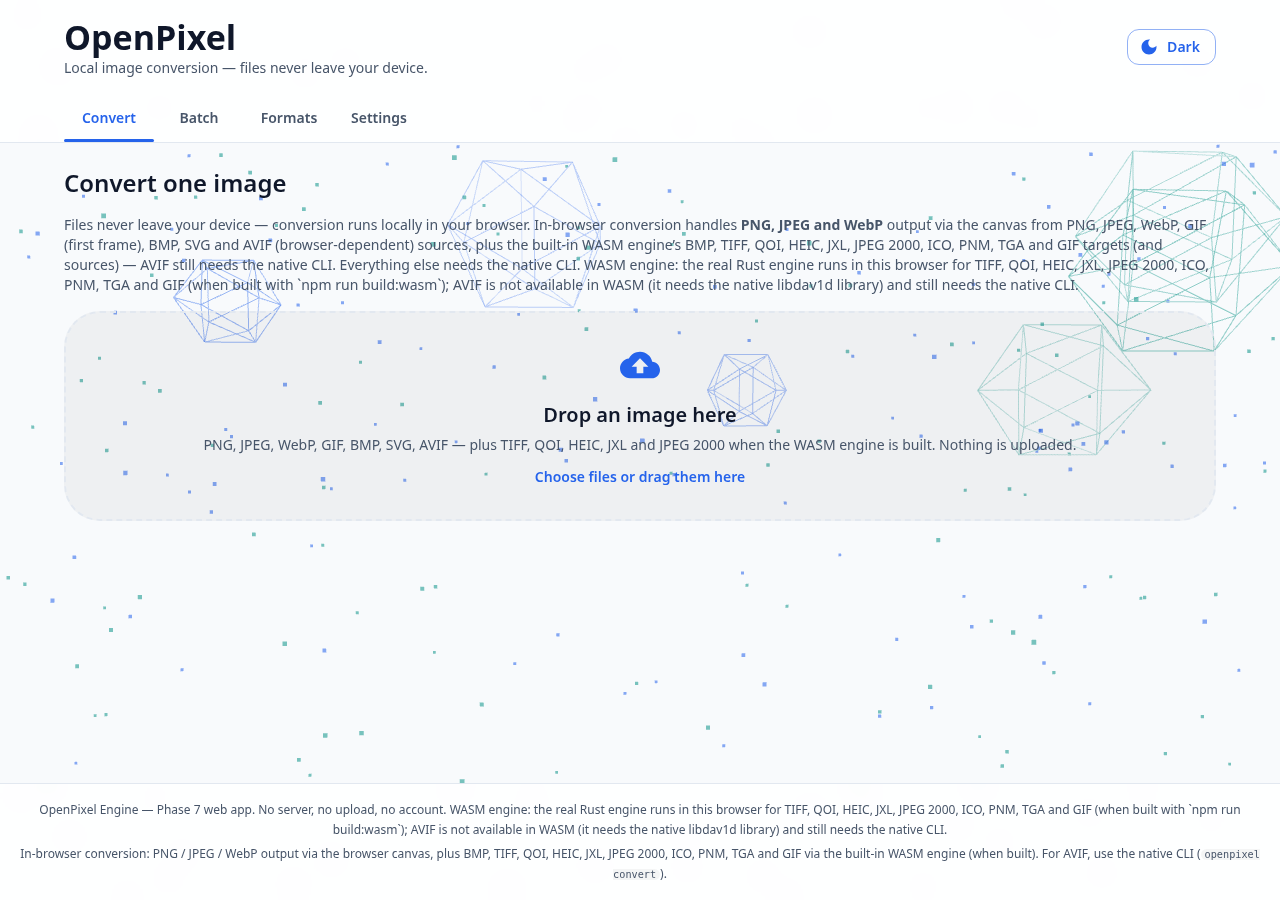 OpenPixel
Local image conversion — files never leave your device.
Dark
Convert
Batch
Formats
Settings
Convert one image
Files never leave your device — conversion runs locally in your browser. In-browser conversion handles PNG, JPEG and WebP output via the canvas from PNG, JPEG, WebP, GIF
(first frame), BMP, SVG and AVIF (browser-dependent) sources, plus the built-in WASM engine's BMP, TIFF, QOI, HEIC, JXL, JPEG 2000, ICO, PNM, TGA and GIF targets (and
sources) — AVIF still needs the native CLI. Everything else needs the native CLI. WASM engine: the real Rust engine runs in this browser for TIFF, QOI, HEIC, JXL, JPEG 2000, ICO,
PNM, TGA and GIF (when built with `npm run build:wasm`); AVIF is not available in WASM (it needs the native libdav1d library) and still needs the native CLI.
Drop an image here
PNG, JPEG, WebP, GIF, BMP, SVG, AVIF — plus TIFF, QOI, HEIC, JXL and JPEG 2000 when the WASM engine is built. Nothing is uploaded.
Choose files or drag them here
OpenPixel Engine — Phase 7 web app. No server, no upload, no account. WASM engine: the real Rust engine runs in this browser for TIFF, QOI, HEIC, JXL, JPEG 2000, ICO, PNM, TGA and GIF (when built with `npm run
build:wasm`); AVIF is not available in WASM (it needs the native libdav1d library) and still needs the native CLI.
In-browser conversion: PNG / JPEG / WebP output via the browser canvas, plus BMP, TIFF, QOI, HEIC, JXL, JPEG 2000, ICO, PNM, TGA and GIF via the built-in WASM engine (when built). For AVIF, use the native CLI ( openpixel
convert ).